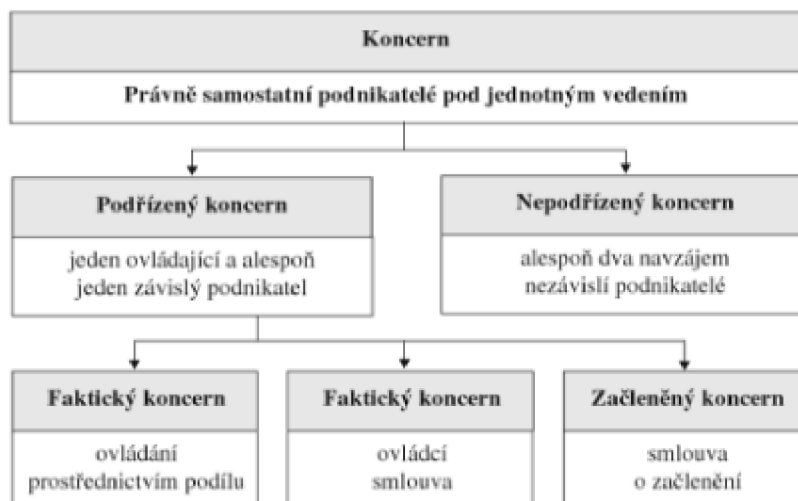 Koncern
Právně samostatní podnikatelé pod jednotným vedením
Podřízený koncern
jeden ovládající a alespoň
jeden závislý podnikatel
Nepodřízený koncern
alespoň dva navzájem
nezávislí podnikatelé
Faktický koncern
ovládání
prostřednictvím podílu
Faktický koncern
ovládcí
smlouva
Začleněný koncern
smlouva
o začlenění